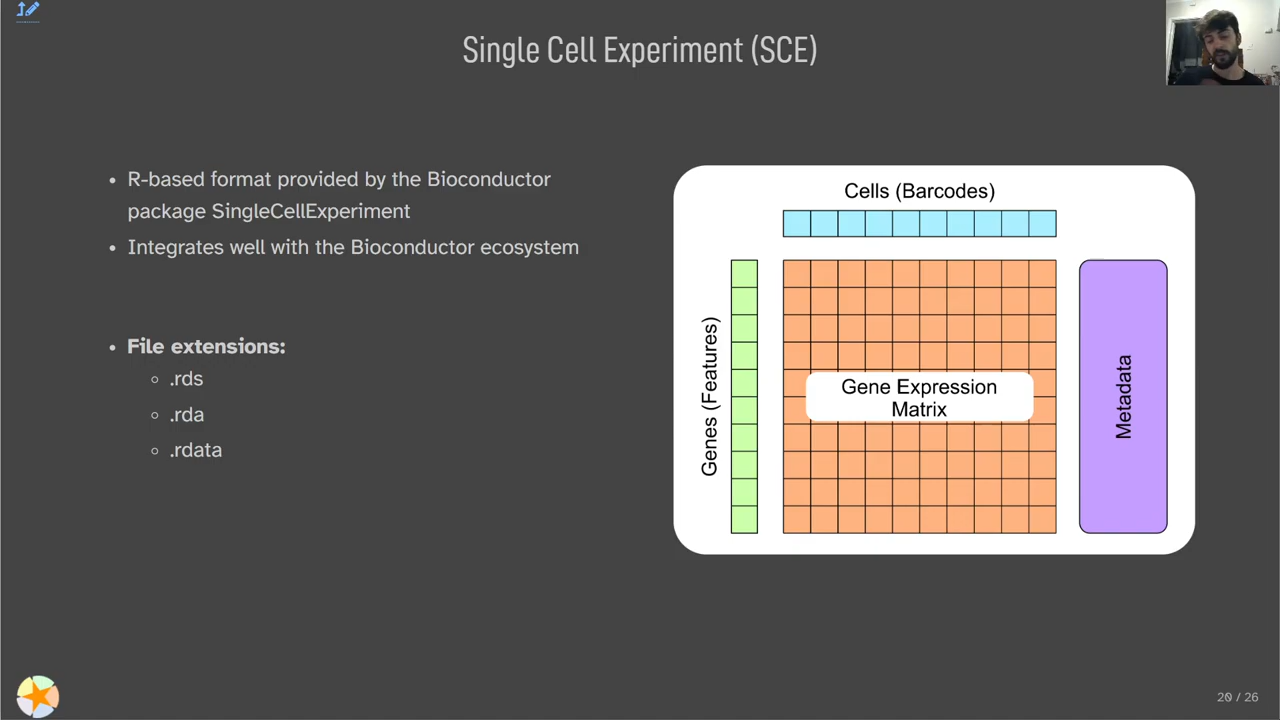 Single Cell Experiment (SCE)
• R-based format provided by the Bioconductor
package SingleCellExperiment
• Integrates well with the Bioconductor ecosystem
• File extensions:
◦ .rds
◦ .rda
◦ .rdata
Cells (Barcodes)
Genes (Features)
Gene Expression
Matrix
Metadata
20 / 26